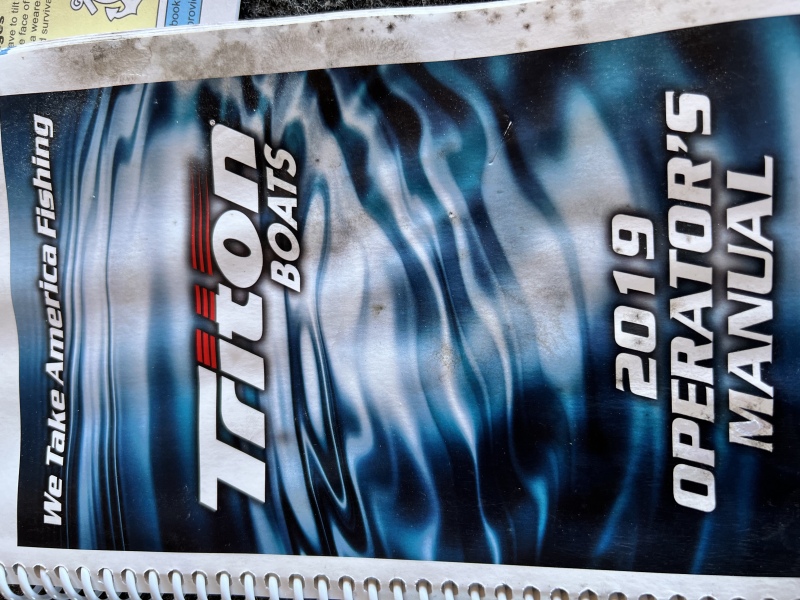 We Take America Fishing
Triton®
BOATS
2019
OPERATOR'S
MANUAL